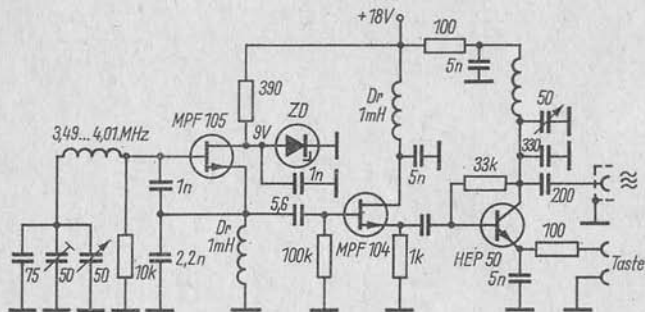 +18V
100
5n
390
Dr
1mH
50
3,49...4,01 MHz
MPF 105
9V
ZD
330
1n
1n
5n
33k
200
5,6
Dr
1mH
75
50
50
10k
2,2n
100k
MPF 104
1k
HEP 50
5n
100
Taste